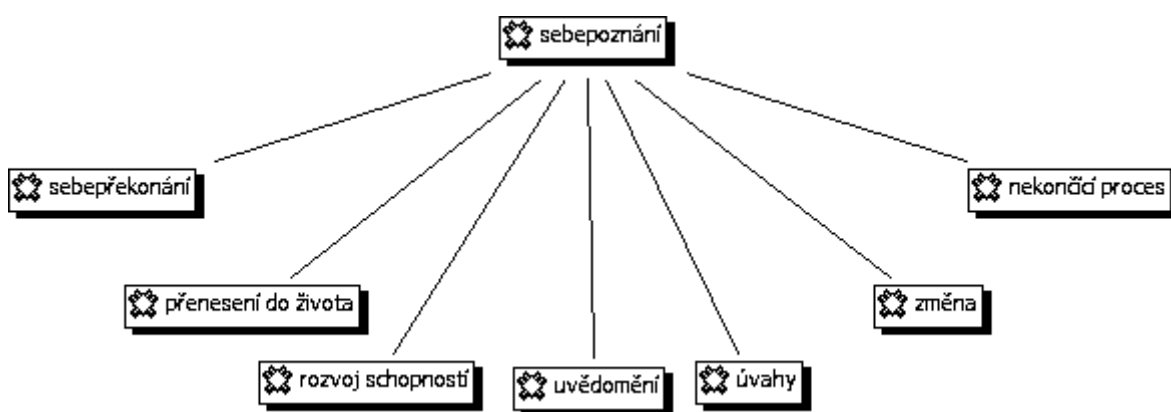 sebepoznání
sebepřekonání
nekončící proces
přenesení do života
změna
rozvoj schopností
uvědomění
úvahy